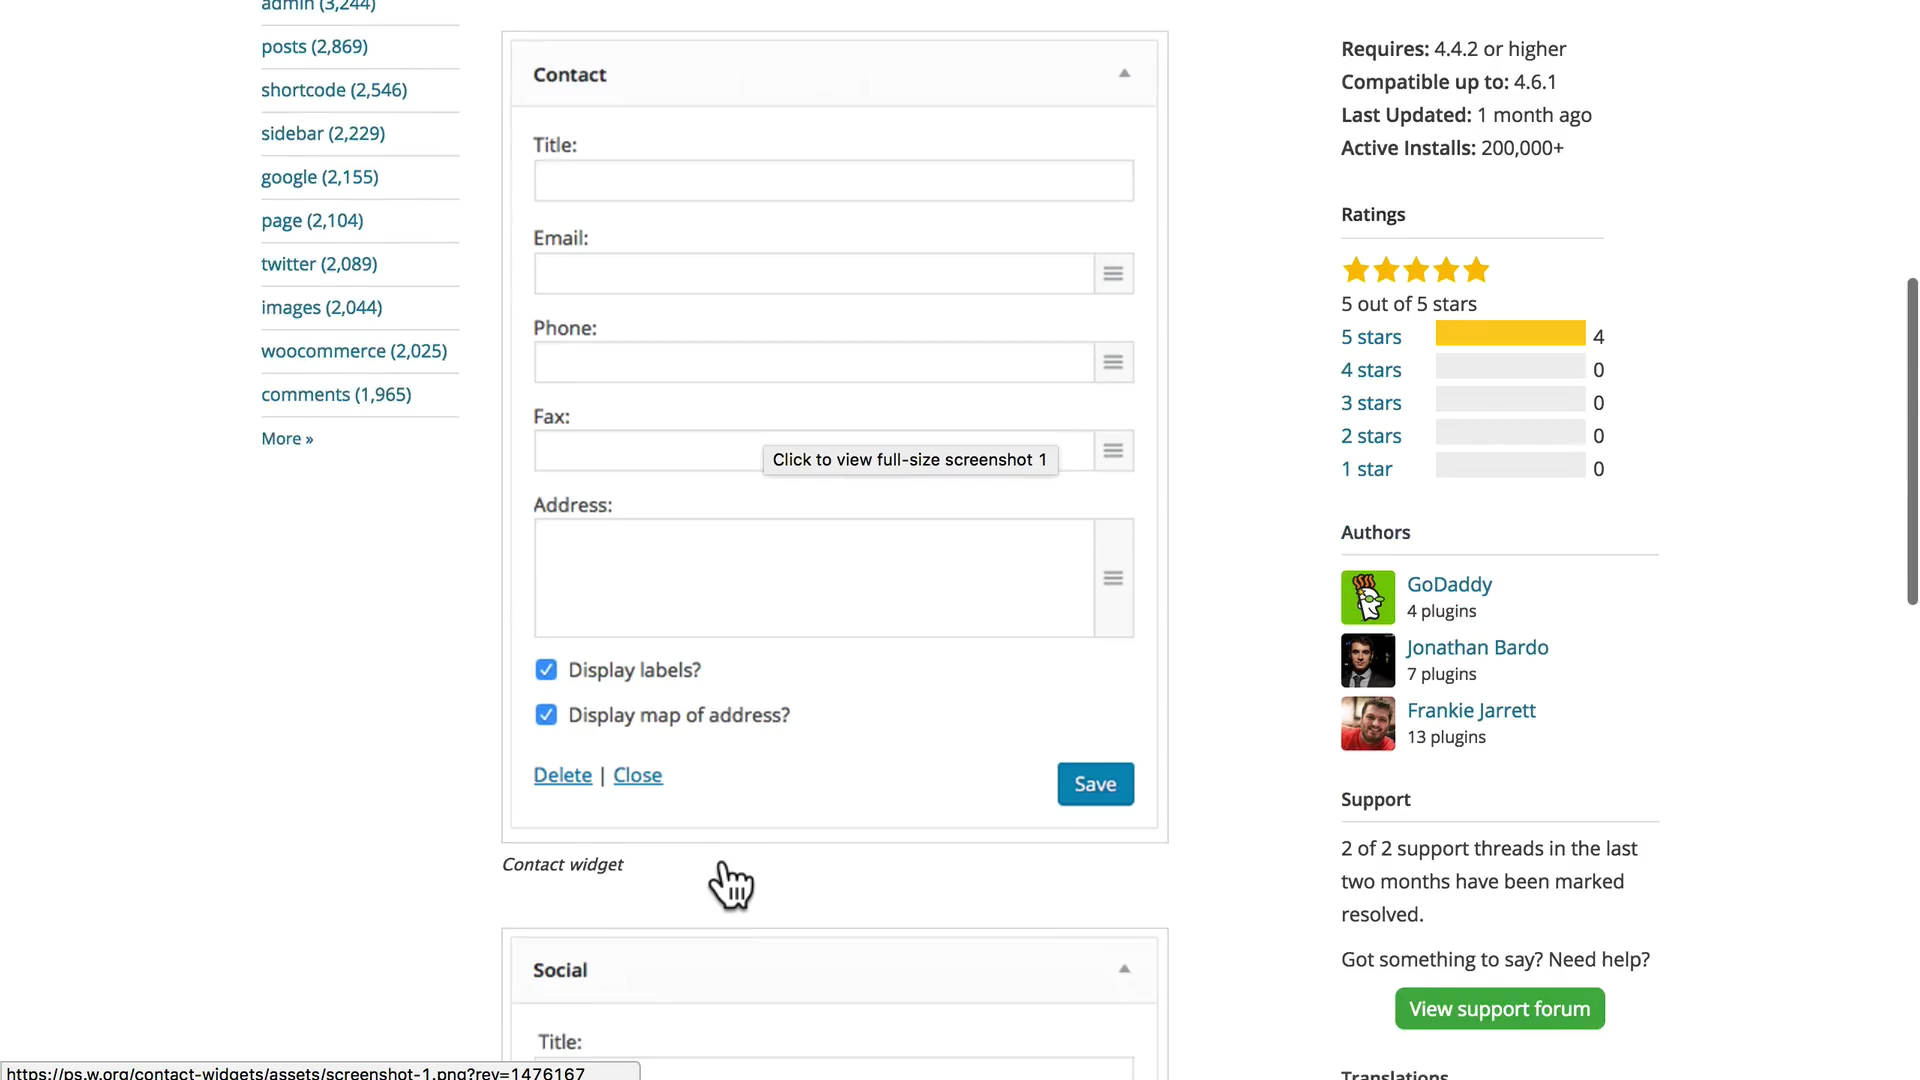 admin (3,244)
posts (2,869)
shortcode (2,546)
sidebar (2,229)
google (2,155)
page (2,104)
twitter (2,089)
images (2,044)
woocommerce (2,025)
comments (1,965)
More »
Contact
Title:
Email:
Phone:
Fax:
Click to view full-size screenshot 1
Address:
Display labels?
Display map of address?
Delete | Close
Save
Contact widget
Social
Title:
Requires: 4.4.2 or higher
Compatible up to: 4.6.1
Last Updated: 1 month ago
Active Installs: 200,000+
Ratings
5 out of 5 stars
5 stars 4
4 stars 0
3 stars 0
2 stars 0
1 star 0
Authors
GoDaddy
4 plugins
Jonathan Bardo
7 plugins
Frankie Jarrett
13 plugins
Support
2 of 2 support threads in the last
two months have been marked
resolved.
Got something to say? Need help?
View support forum
Translations
https://ps.w.org/contact-widgets/assets/screenshot-1.png?rev=1476167